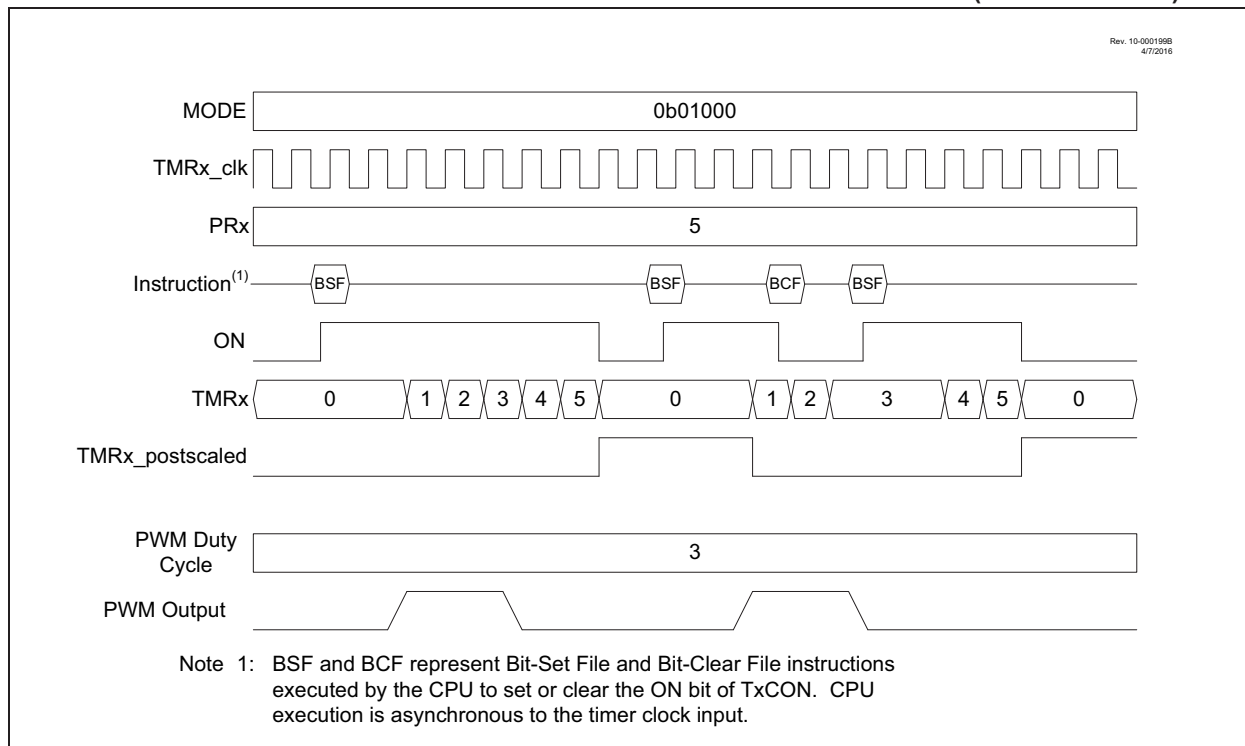 Rev. 10-000199B
4/7/2016
MODE 0b01000
TMRx_clk
PRx 5
Instruction(1) BSF BSF BCF BSF
ON
TMRx 0 1 2 3 4 5 0 1 2 3 4 5 0
TMRx_postscaled
PWM Duty
Cycle 3
PWM Output
Note 1: BSF and BCF represent Bit-Set File and Bit-Clear File instructions
executed by the CPU to set or clear the ON bit of TxCON. CPU
execution is asynchronous to the timer clock input.